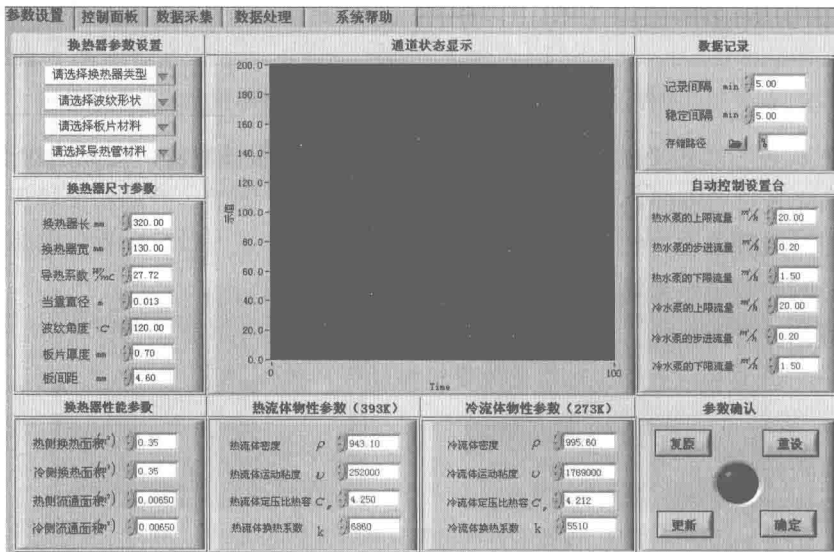 参数设置 控制面板 数据采集 数据处理 系统帮助
换热器参数设置
请选择换热器类型
请选择波纹形状
请选择板片材料
请选择导热管材料
换热器尺寸参数
换热器长 mm 320.00
换热器宽 mm 130.00
导热系数 W/mC 27.72
当量直径 m 0.013
波纹角度 °C 120.00
板片厚度 mm 0.70
板间距 mm 4.60
通道状态显示
示值
200.0
180.0
160.0
140.0
120.0
100.0
80.0
60.0
40.0
20.0
0.0
0 100
Time
数据记录
记录间隔 min 5.00
稳定间隔 min 5.00
存储路径
自动控制设置台
热水泵的上限流量 m³/h 20.00
热水泵的步进流量 m³/h 0.20
热水泵的下限流量 m³/h 1.50
冷水泵的上限流量 m³/h 20.00
冷水泵的步进流量 m³/h 0.20
冷水泵的下限流量 m³/h 1.50
换热器性能参数
热侧换热面积(m²) 0.35
冷侧换热面积(m²) 0.35
热侧流通面积(m²) 0.00650
冷侧流通面积(m²) 0.00650
热流体物性参数（393K）
热流体密度 ρ 943.10
热流体运动粘度 υ 252000
热流体定压比热容 Cp 4.250
热流体换热系数 k 6860
冷流体物性参数（273K）
冷流体密度 ρ 995.60
冷流体运动粘度 υ 1789000
冷流体定压比热容 Cp 4.212
冷流体换热系数 k 5510
参数确认
复原 重设
更新 确定